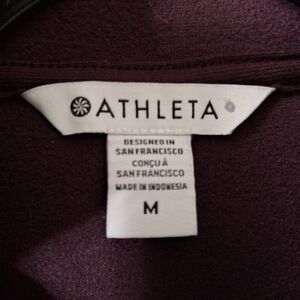 ATHLETA
DESIGNED IN
SAN FRANCISCO
CONÇU À
SAN FRANCISCO
MADE IN INDONESIA
M